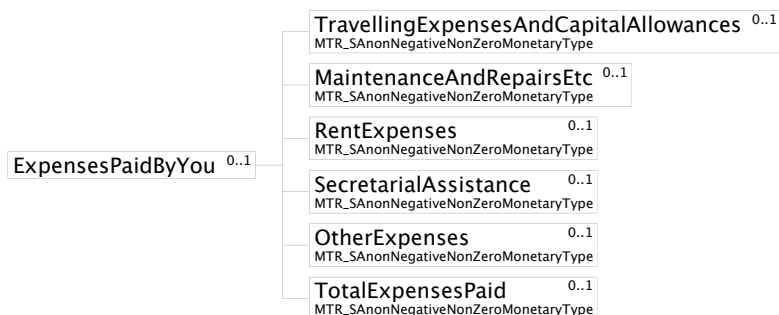 TravellingExpensesAndCapitalAllowances 0..1
MTR_SAnonNegativeNonZeroMonetaryType
MaintenanceAndRepairsEtc 0..1
MTR_SAnonNegativeNonZeroMonetaryType
RentExpenses 0..1
MTR_SAnonNegativeNonZeroMonetaryType
ExpensesPaidByYou 0..1
SecretarialAssistance 0..1
MTR_SAnonNegativeNonZeroMonetaryType
OtherExpenses 0..1
MTR_SAnonNegativeNonZeroMonetaryType
TotalExpensesPaid 0..1
MTR_SAnonNegativeNonZeroMonetaryType